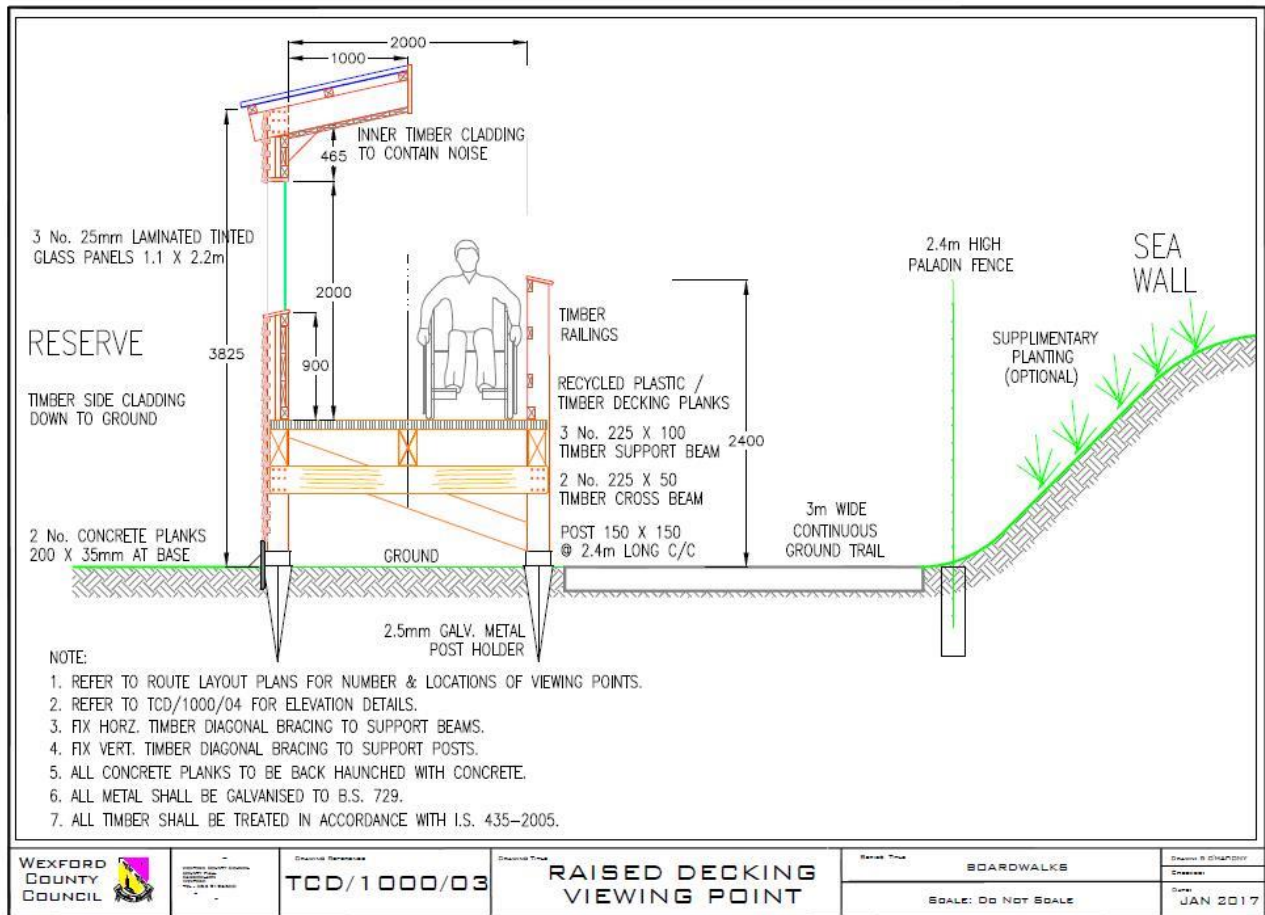 2000
1000
INNER TIMBER CLADDING
TO CONTAIN NOISE
465
3 No. 25mm LAMINATED TINTED
GLASS PANELS 1.1 X 2.2m
2000
RESERVE
3825
900
TIMBER SIDE CLADDING
DOWN TO GROUND
TIMBER
RAILINGS
RECYCLED PLASTIC /
TIMBER DECKING PLANKS
3 No. 225 X 100
TIMBER SUPPORT BEAM
2 No. 225 X 50
TIMBER CROSS BEAM
POST 150 X 150
@ 2.4m LONG C/C
2400
2.4m HIGH
PALADIN FENCE
SEA
WALL
SUPPLIMENTARY
PLANTING
(OPTIONAL)
3m WIDE
CONTINUOUS
GROUND TRAIL
2 No. CONCRETE PLANKS
200 X 35mm AT BASE
GROUND
2.5mm GALV. METAL
POST HOLDER
NOTE:
1. REFER TO ROUTE LAYOUT PLANS FOR NUMBER & LOCATIONS OF VIEWING POINTS.
2. REFER TO TCD/1000/04 FOR ELEVATION DETAILS.
3. FIX HORZ. TIMBER DIAGONAL BRACING TO SUPPORT BEAMS.
4. FIX VERT. TIMBER DIAGONAL BRACING TO SUPPORT POSTS.
5. ALL CONCRETE PLANKS TO BE BACK HAUNCHED WITH CONCRETE.
6. ALL METAL SHALL BE GALVANISED TO B.S. 729.
7. ALL TIMBER SHALL BE TREATED IN ACCORDANCE WITH I.S. 435-2005.
WEXFORD
COUNTY
COUNCIL
DRAWING REFERENCE
TCD/1000/03
DRAWING TITLE
RAISED DECKING
VIEWING POINT
SERIES TITLE
BOARDWALKS
SCALE: DO NOT SCALE
DRAWN:
CHECKED:
DATE:
JAN 2017